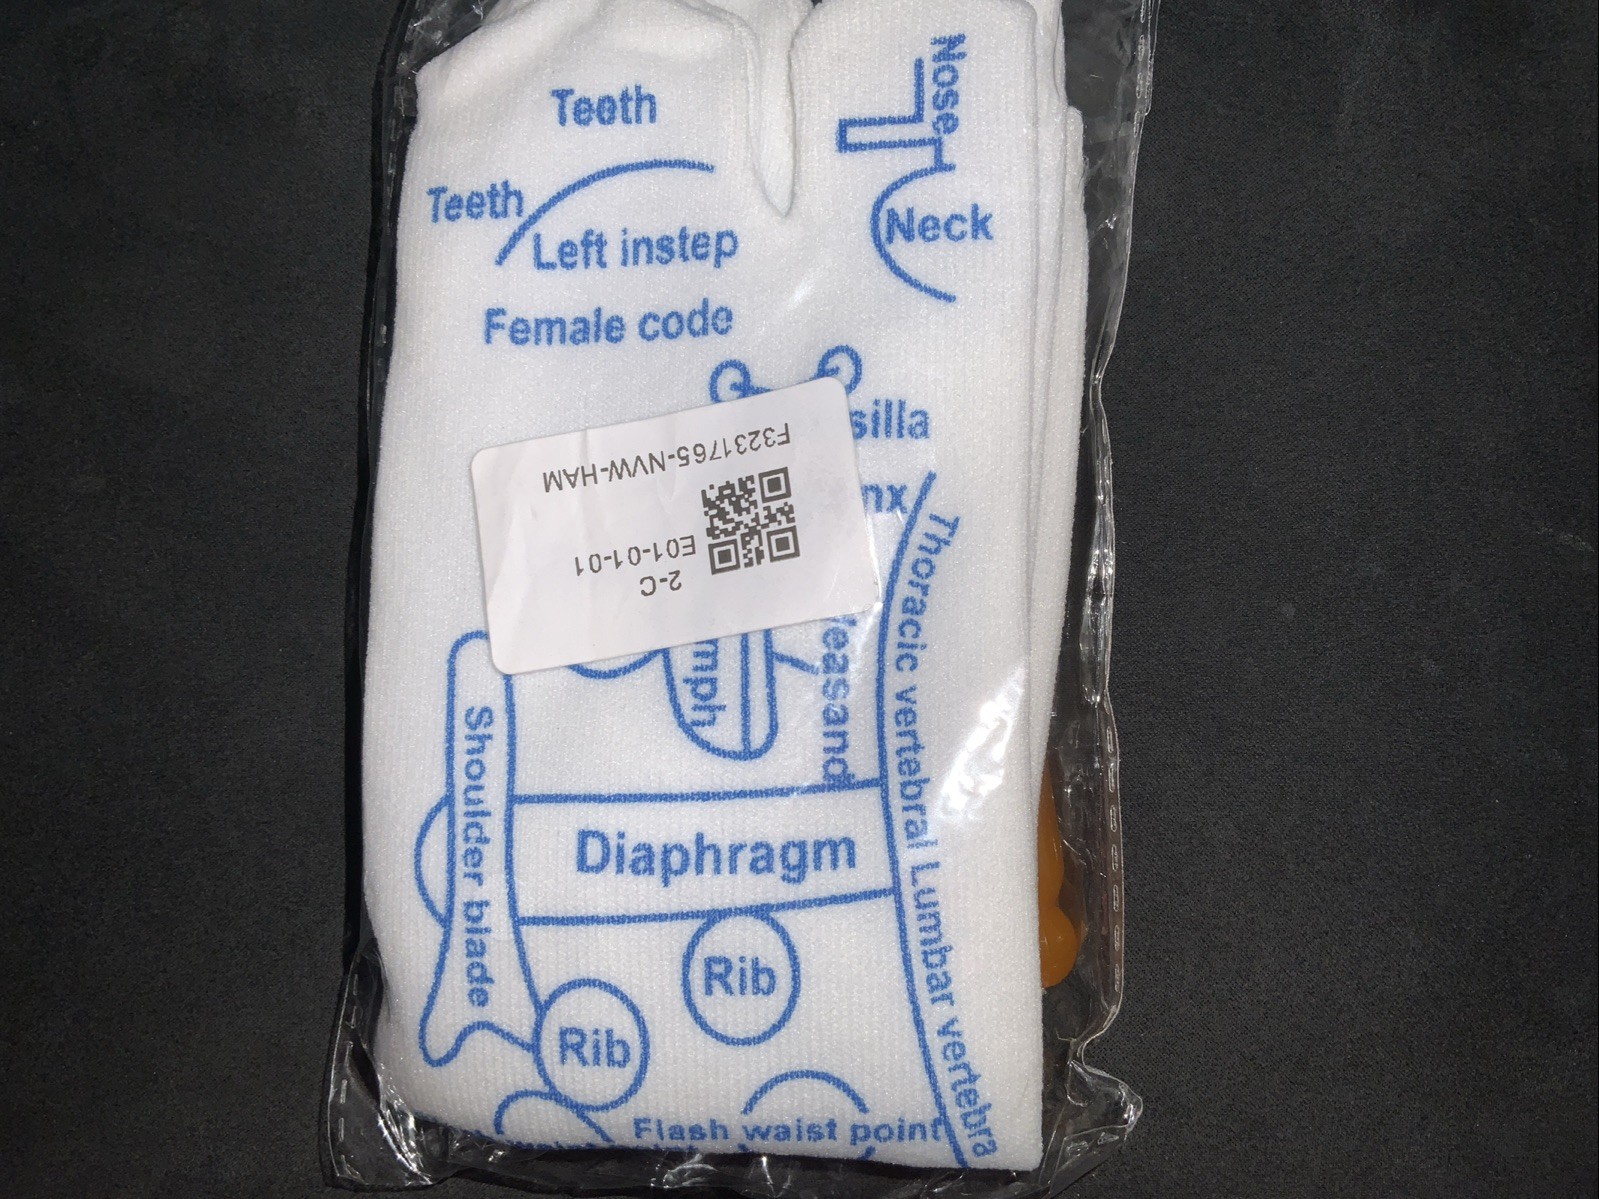 Nose
Teeth
Teeth
Neck
Left instep
Female code
silla
F3231765-NVW-HAM
nx
E01-01-01
2-C
Thoracic vertebral Lumbar vertebra
mph
easand
Shoulder blade
Diaphragm
Rib
Rib
Flash waist point